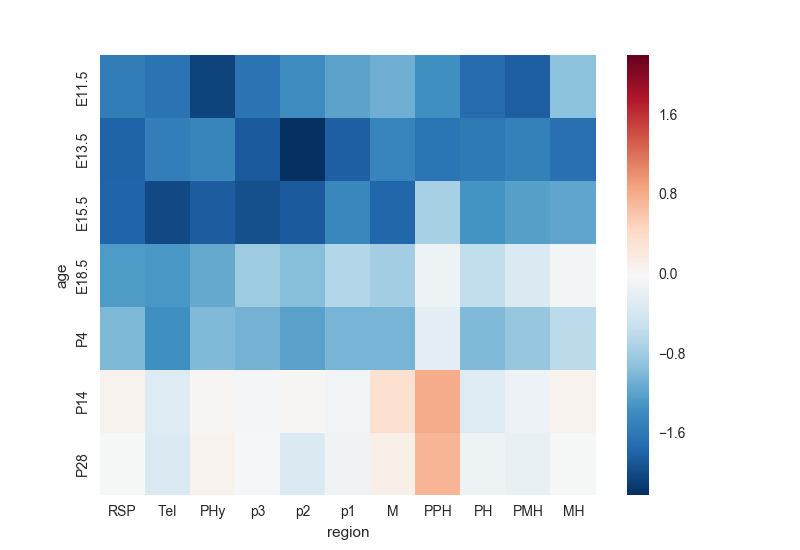 age
E11.5
E13.5
E15.5
E18.5
P4
P14
P28
RSP Tel PHy p3 p2 p1 M PPH PH PMH MH
region
1.6
0.8
0.0
−0.8
−1.6